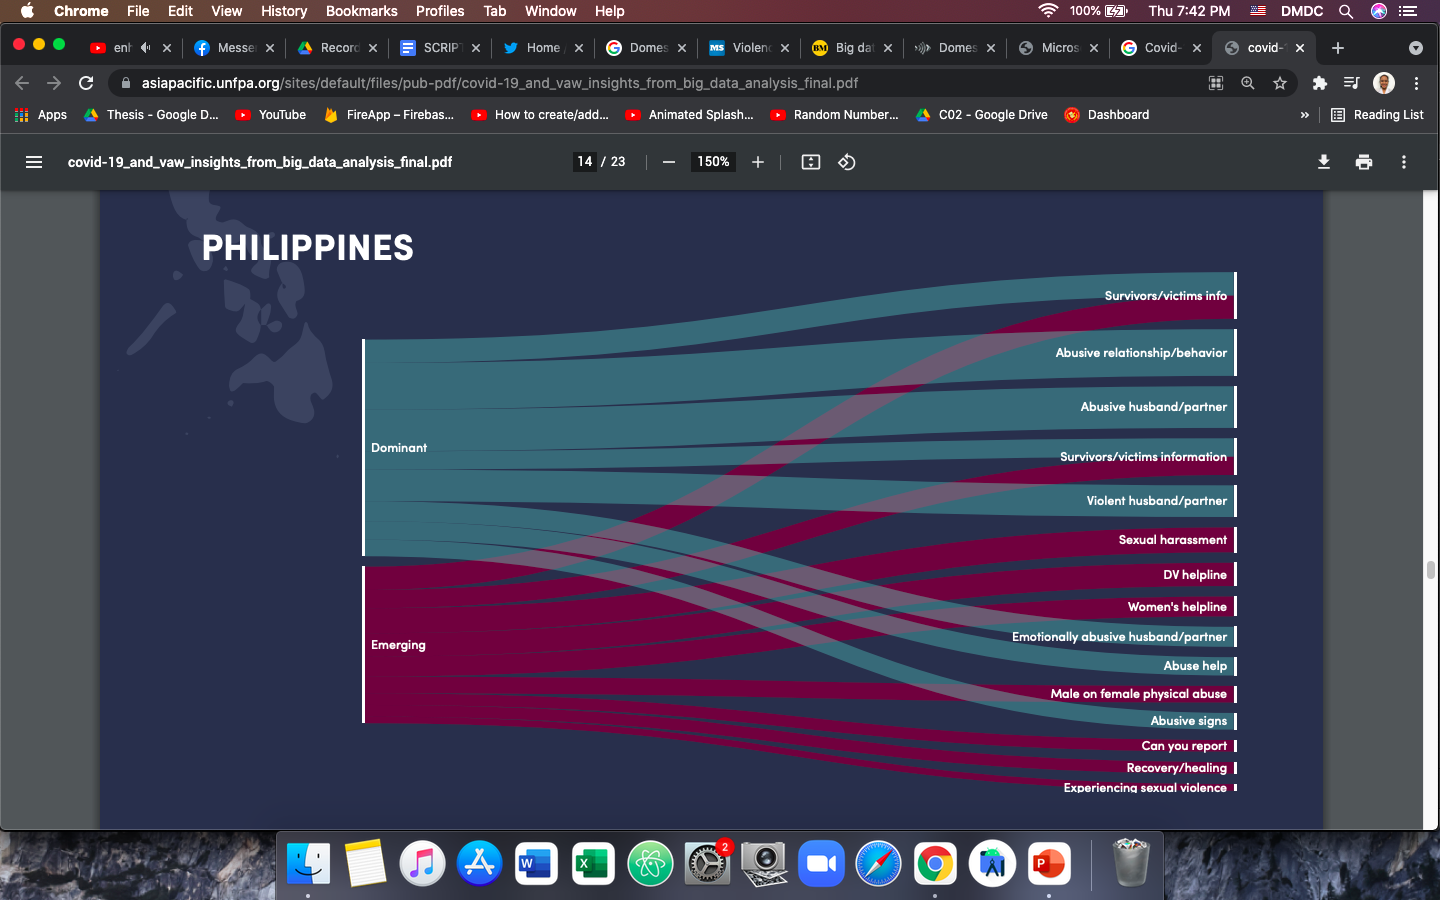 Chrome File Edit View History Bookmarks Profiles Tab Window Help 100% Thu 7:42 PM DMDC
enh Messe Record SCRIP Home / Domes Violenc Big dat Domes Micros Covid- covid-
asiapacific.unfpa.org/sites/default/files/pub-pdf/covid-19_and_vaw_insights_from_big_data_analysis_final.pdf
Apps Thesis - Google D... YouTube FireApp – Firebas... How to create/add... Animated Splash... Random Number... C02 - Google Drive Dashboard » Reading List
covid-19_and_vaw_insights_from_big_data_analysis_final.pdf 14 / 23 150%
PHILIPPINES
Survivors/victims info
Abusive relationship/behavior
Abusive husband/partner
Dominant
Survivors/victims information
Violent husband/partner
Sexual harassment
DV helpline
Women's helpline
Emotionally abusive husband/partner
Emerging
Abuse help
Male on female physical abuse
Abusive signs
Can you report
Recovery/healing
Experiencing sexual violence
2